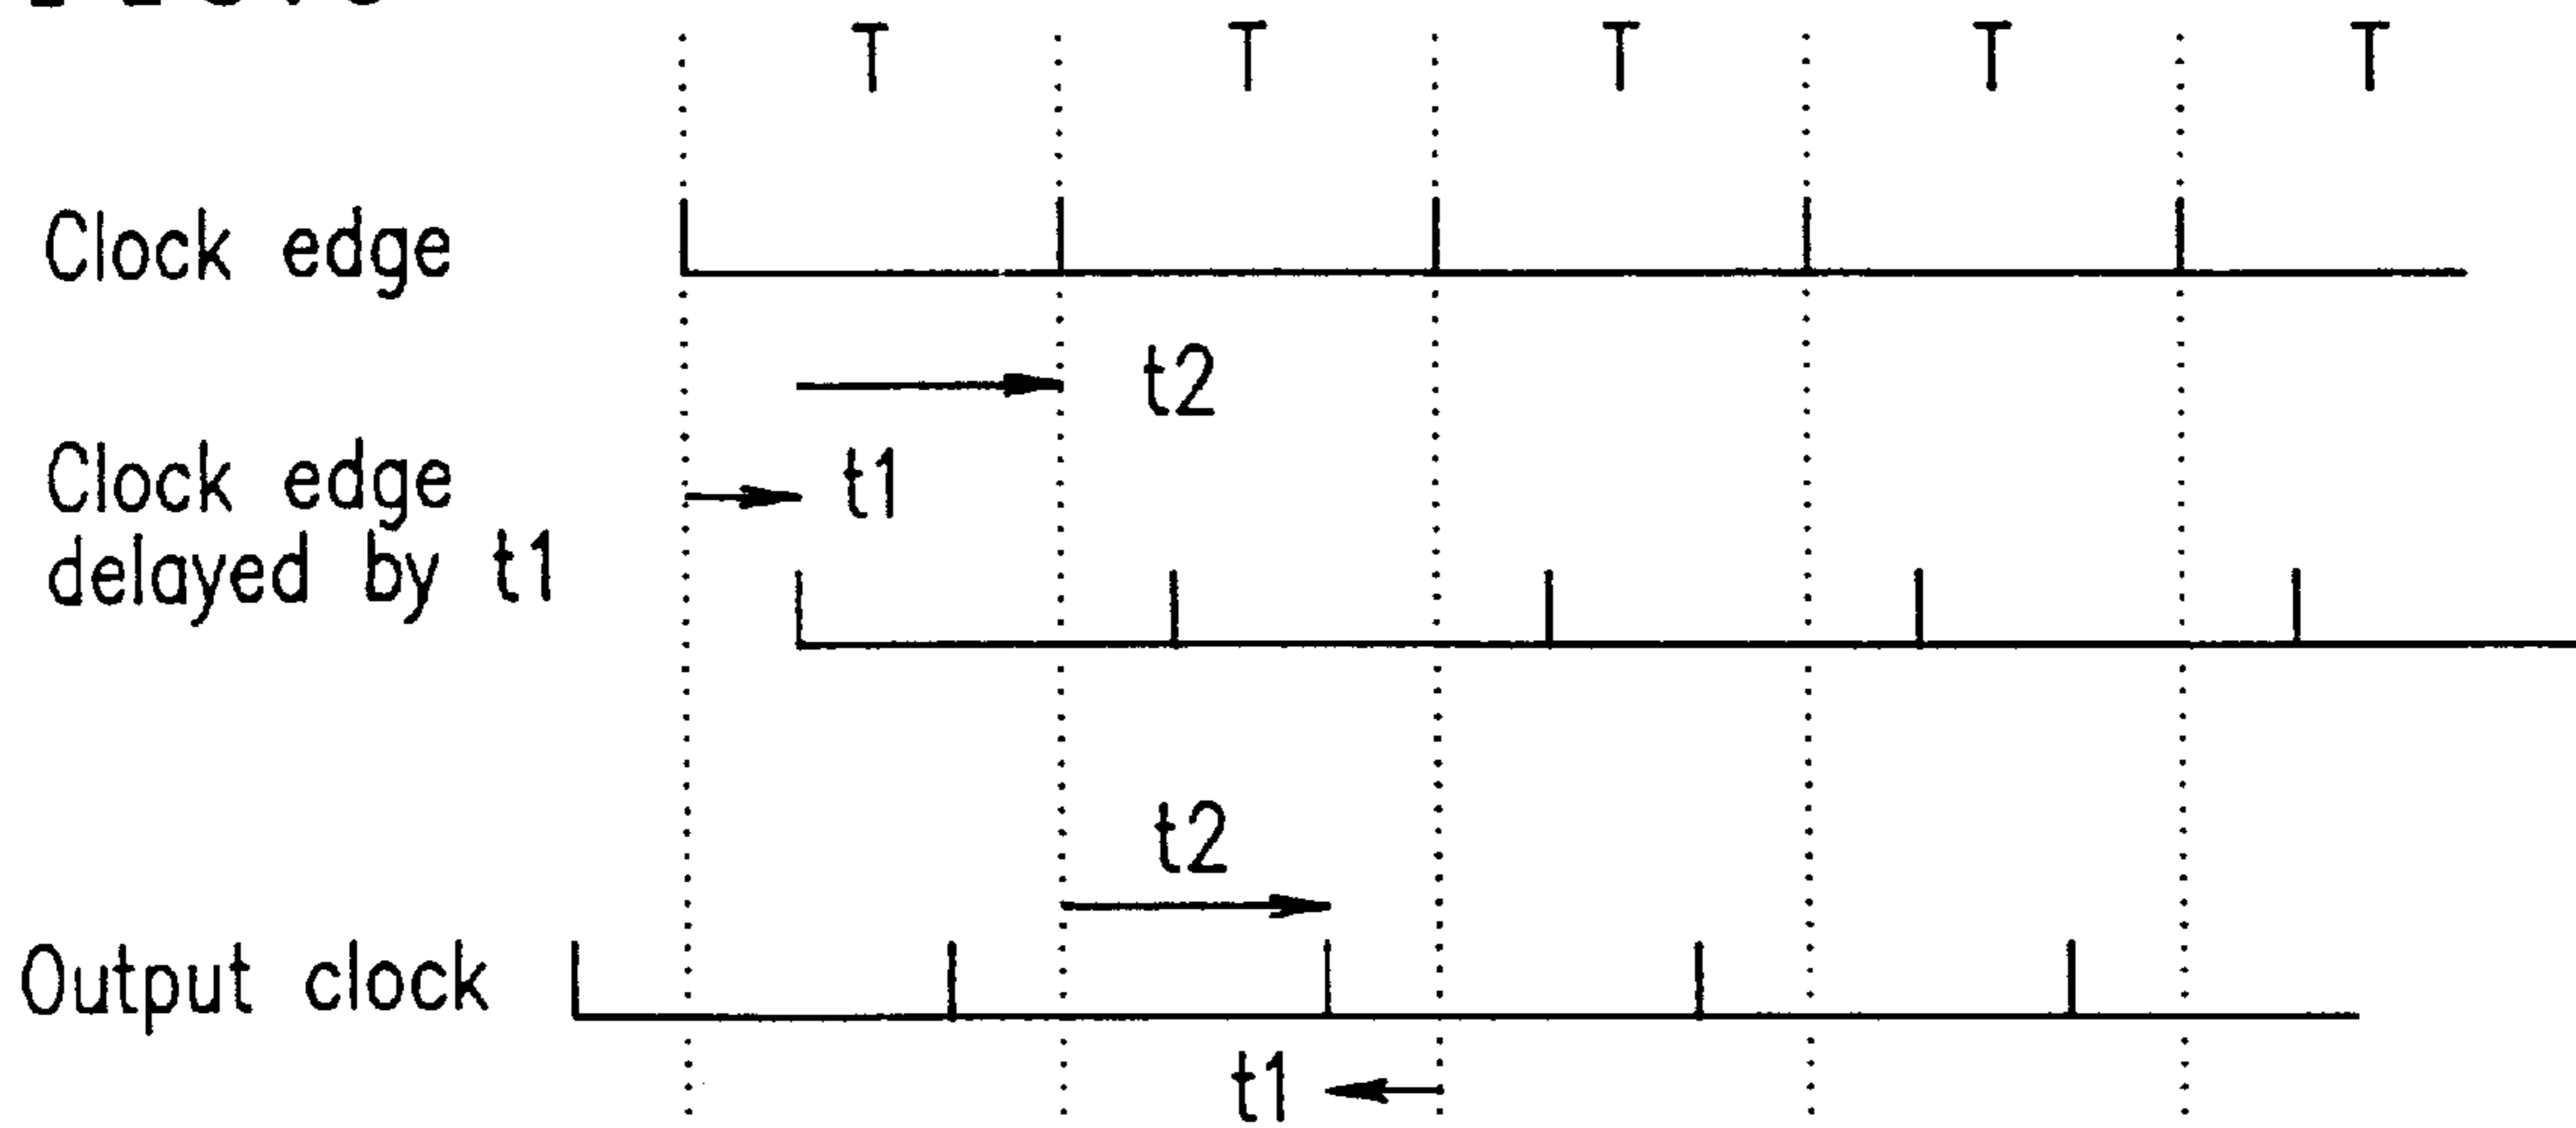 T T T T T
Clock edge
t2
Clock edge
delayed by t1
t1
t2
Output clock
t1